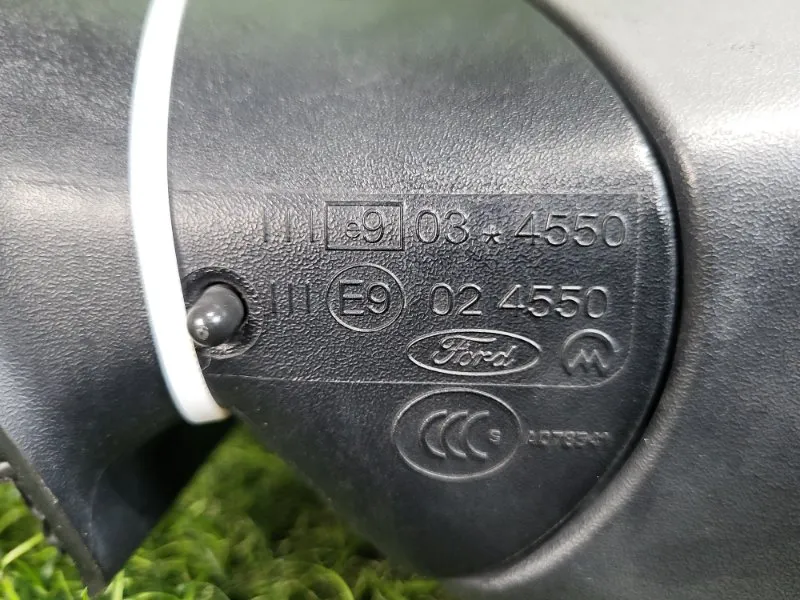 III e9 03 * 4550
III E9 02 4550
Ford M
CCC S